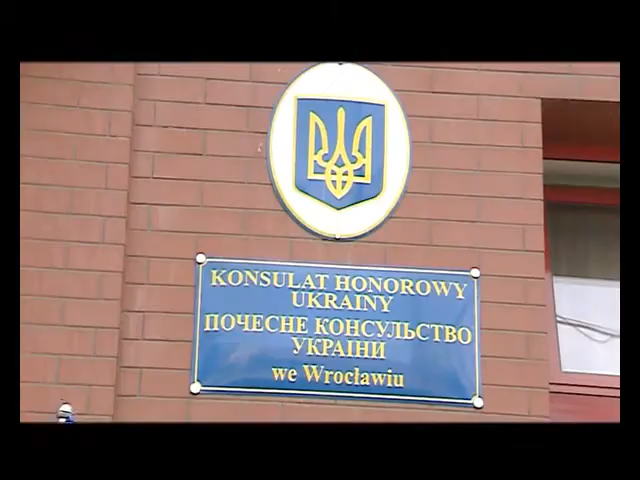 KONSULAT HONOROWY
UKRAINY
ПОЧЕСНЕ КОНСУЛЬСТВО
УКРАЇНИ
we Wrocławiu